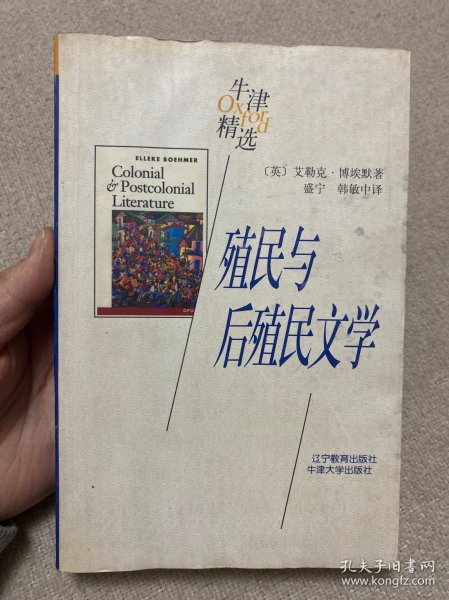 牛津
Oxford
精选
ELLEKE BOEHMER
Colonial
& Postcolonial
Literature
OPUS
〔英〕艾勒克·博埃默著
盛宁 韩敏中译
殖民与
后殖民文学
辽宁教育出版社
牛津大学出版社
孔夫子旧书网
www.kongfz.com